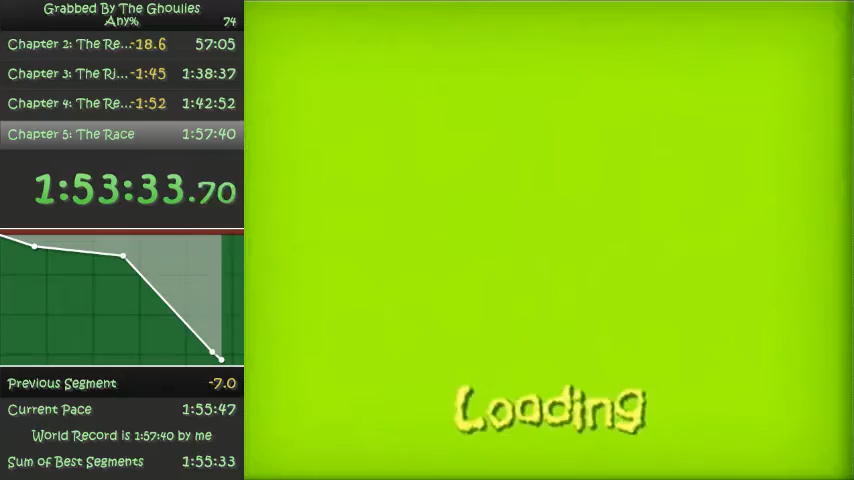 Grabbed By The Ghoulies
Any% 74
Chapter 2: The Re...-18.6 57:05
Chapter 3: The Ri...-1:45 1:38:37
Chapter 4: The Re...-1:52 1:42:52
Chapter 5: The Race 1:57:40
1:53:33.70
Previous Segment -7.0
Current Pace 1:55:47
World Record is 1:57:40 by me
Sum of Best Segments 1:55:33
Loading